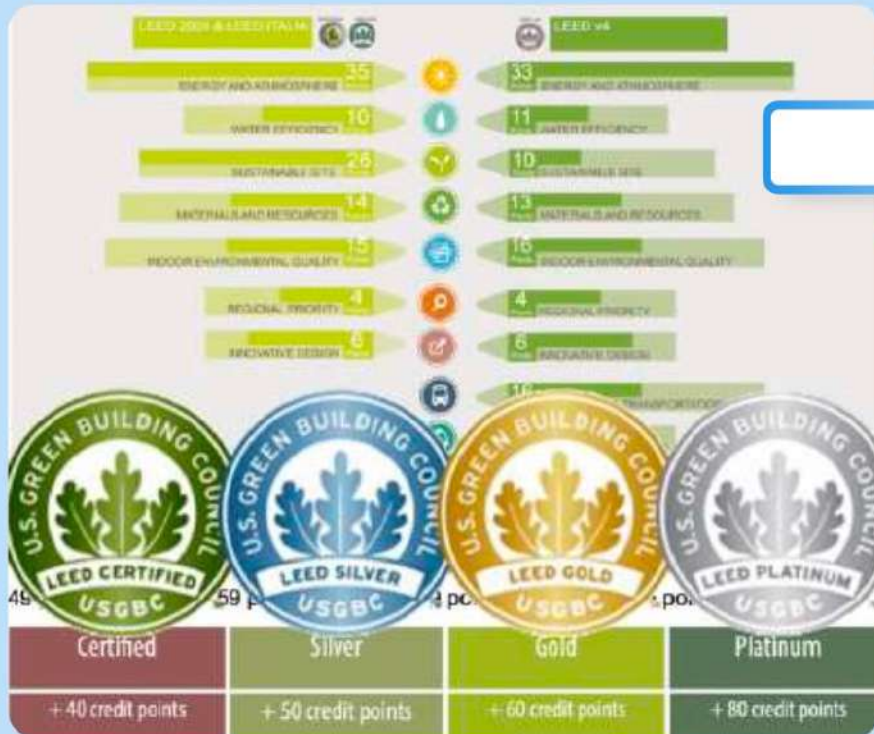 LEED 2009 & LEED ITALIA
LEED v4
35 ENERGY AND ATMOSPHERE
33 ENERGY AND ATMOSPHERE
10 WATER EFFICIENCY
11 WATER EFFICIENCY
26 SUSTAINABLE SITE
10 SUSTAINABLE SITE
14 MATERIALS AND RESOURCES
13 MATERIALS AND RESOURCES
15 INDOOR ENVIRONMENTAL QUALITY
16 INDOOR ENVIRONMENTAL QUALITY
4 REGIONAL PRIORITY
4 REGIONAL PRIORITY
6 INNOVATIVE DESIGN
6 INNOVATIVE DESIGN
TRANSPORTATION
U.S. GREEN BUILDING COUNCIL
LEED CERTIFIED
USGBC
U.S. GREEN BUILDING COUNCIL
LEED SILVER
USGBC
U.S. GREEN BUILDING COUNCIL
LEED GOLD
USGBC
U.S. GREEN BUILDING COUNCIL
LEED PLATINUM
USGBC
Certified
Silver
Gold
Platinum
+ 40 credit points
+ 50 credit points
+ 60 credit points
+ 80 credit points